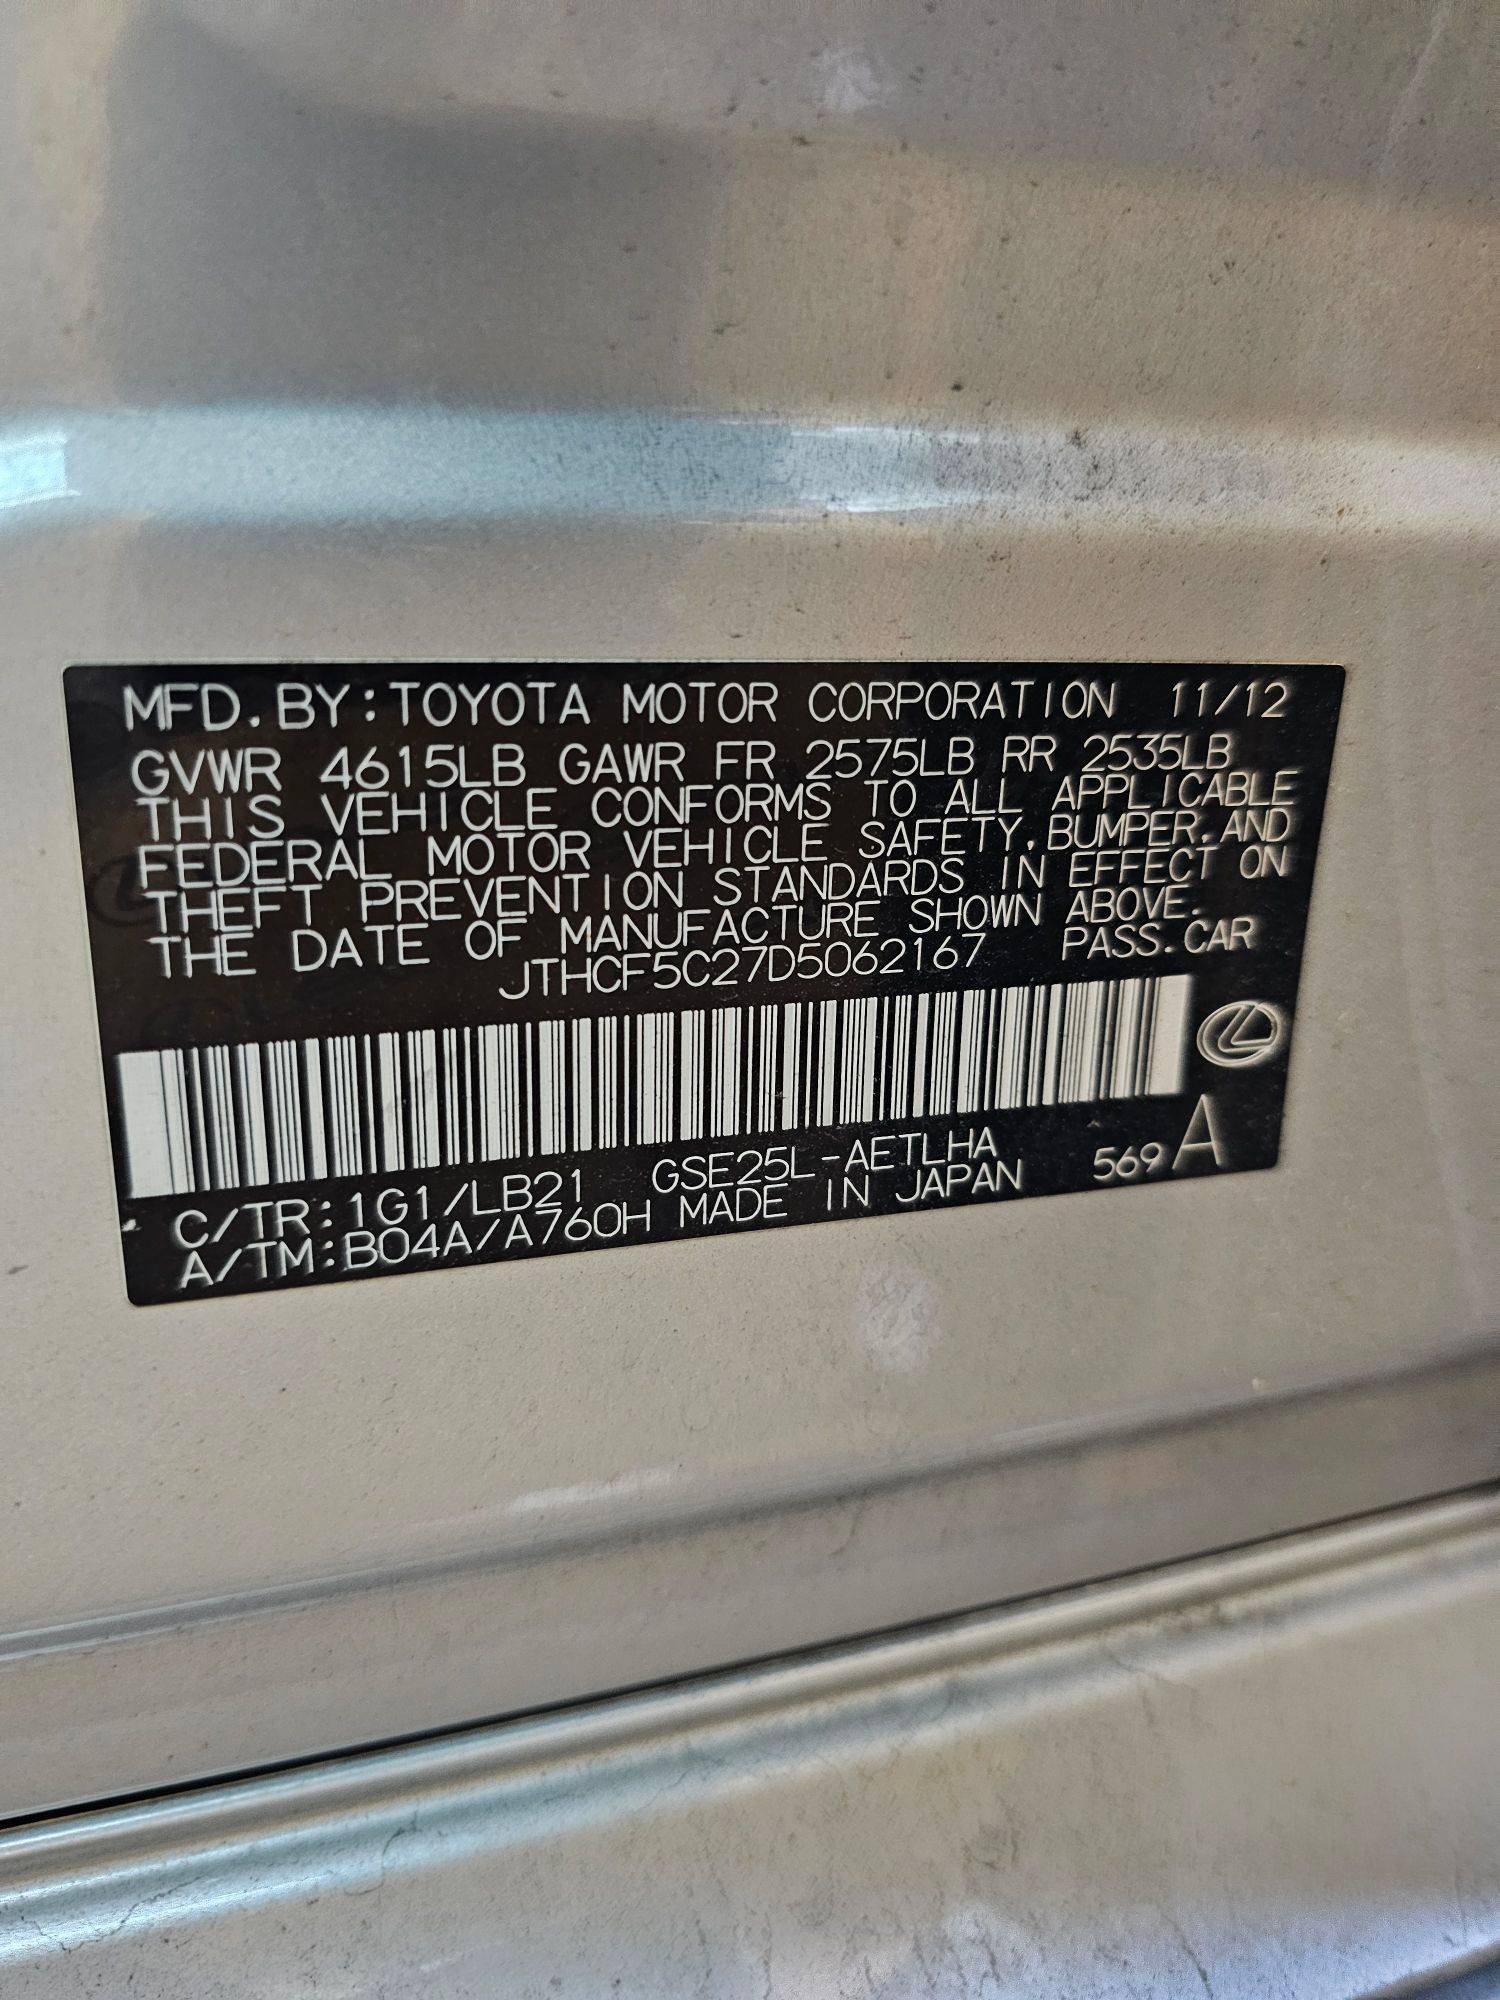 MFD. BY: TOYOTA MOTOR CORPORATION 11/12
GVWR 4615LB GAWR FR 2575LB RR 2535LB
THIS VEHICLE CONFORMS TO ALL APPLICABLE
FEDERAL MOTOR VEHICLE SAFETY, BUMPER, AND
THEFT PREVENTION STANDARDS IN EFFECT ON
THE DATE OF MANUFACTURE SHOWN ABOVE.
JTHCF5C27D5062167 PASS. CAR
C/TR: 1G1/LB21 GSE25L-AETLHA
A/TM: B04A/A760H MADE IN JAPAN 569 A